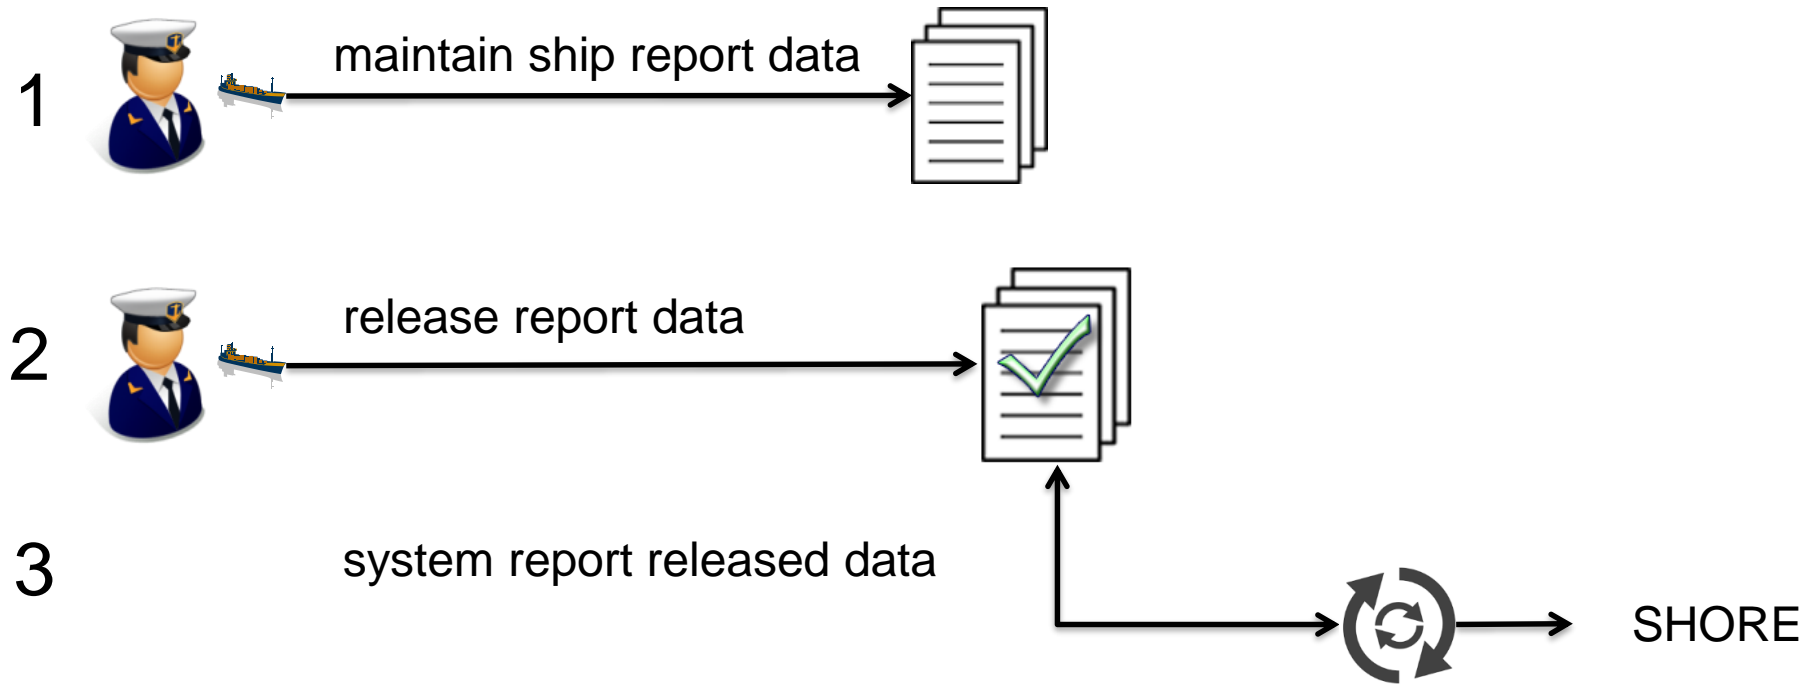 1
maintain ship report data
2
release report data
3
system report released data
SHORE